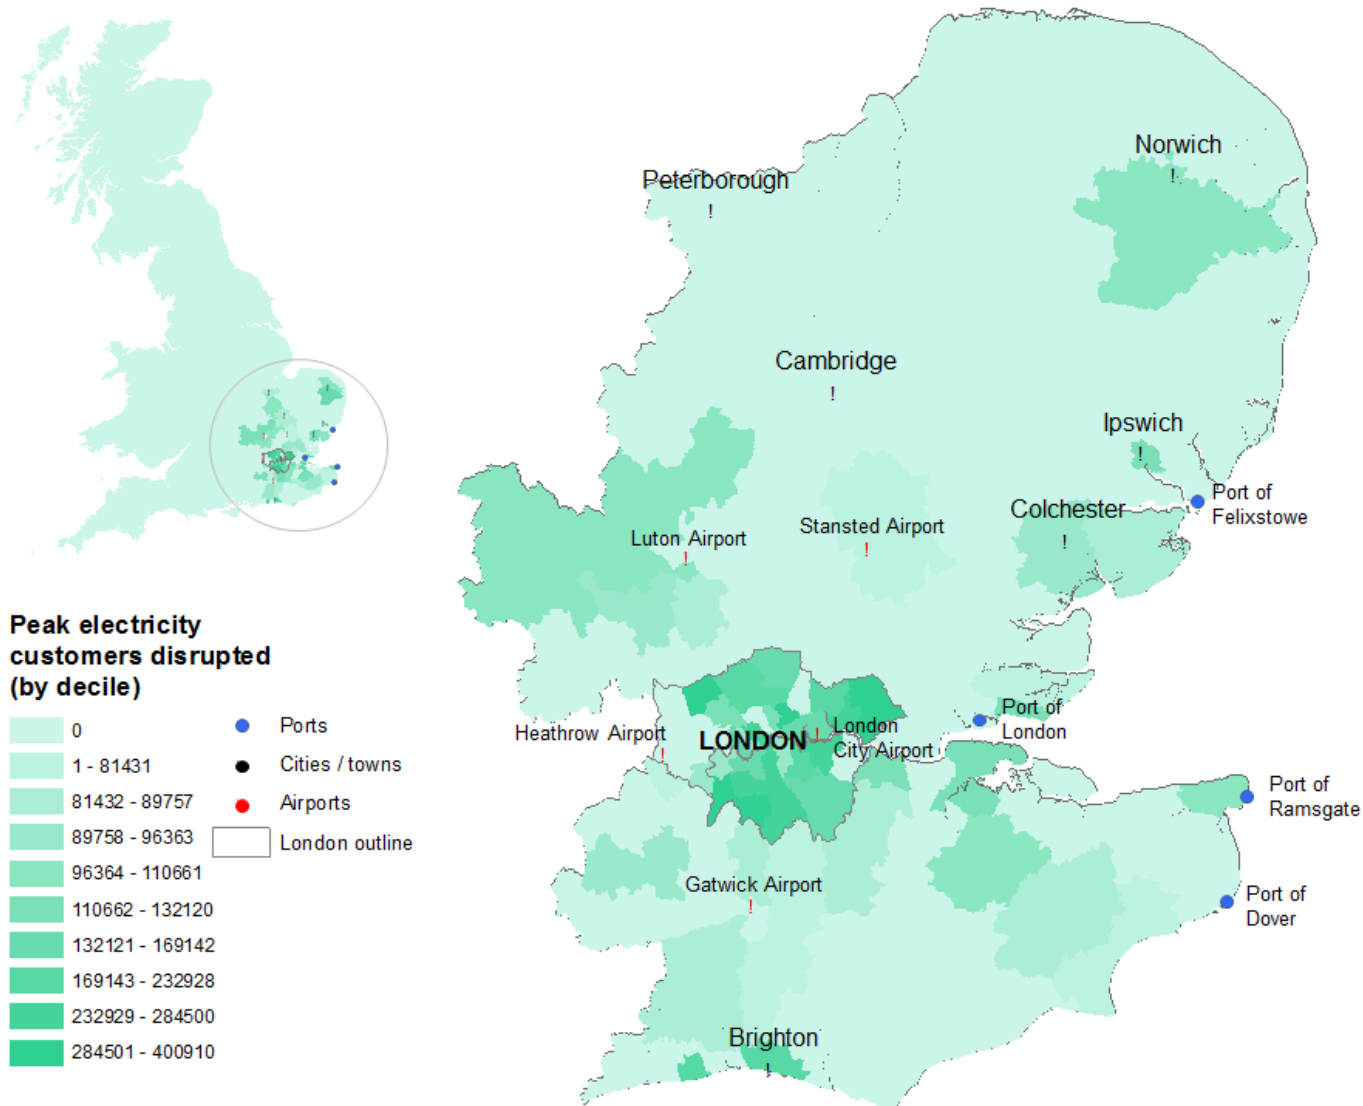 Norwich
Peterborough
Cambridge
Ipswich
Port of
Felixstowe
Colchester
Stansted Airport
Luton Airport
Peak electricity
customers disrupted
(by decile)
0
1 - 81431
81432 - 89757
89758 - 96363
96364 - 110661
110662 - 132120
132121 - 169142
169143 - 232928
232929 - 284500
284501 - 400910
Ports
Cities / towns
Airports
London outline
Heathrow Airport
LONDON
London
City Airport
Port of
London
Port of
Ramsgate
Gatwick Airport
Port of
Dover
Brighton